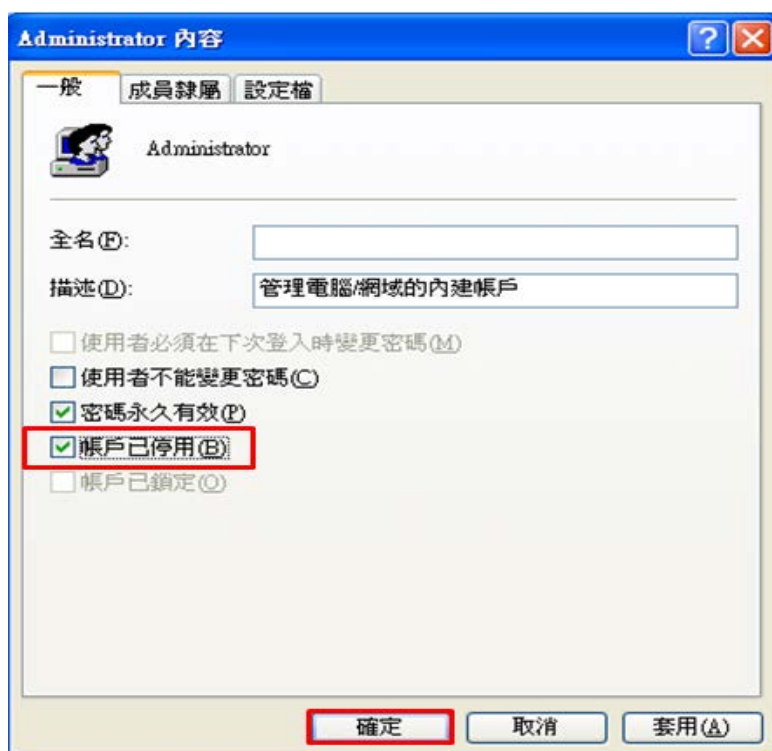 Administrator 內容
一般 成員隸屬 設定檔
Administrator
全名(F):
描述(D): 管理電腦/網域的內建帳戶
使用者必須在下次登入時變更密碼(M)
使用者不能變更密碼(C)
密碼永久有效(P)
帳戶已停用(B)
帳戶已鎖定(O)
確定 取消 套用(A)